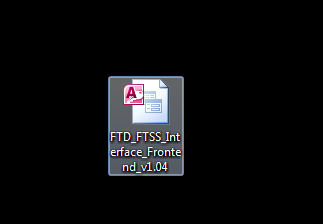 A
FTD_FTSS_Int
erface_Fronte
nd_v1.04